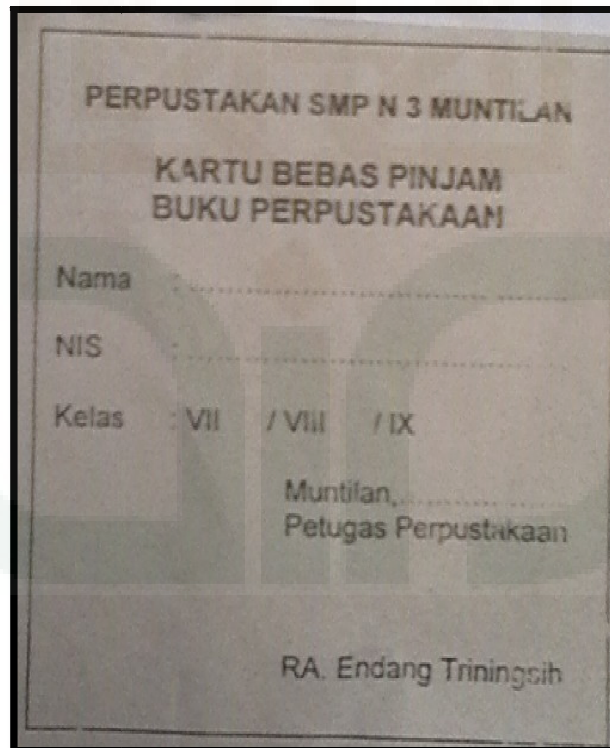 PERPUSTAKAN SMP N 3 MUNTILAN
KARTU BEBAS PINJAM
BUKU PERPUSTAKAAN
Nama : ........................................
NIS : ........................................
Kelas : VII / VIII / IX
Muntilan,....................
Petugas Perpustakaan
RA. Endang Triningsih